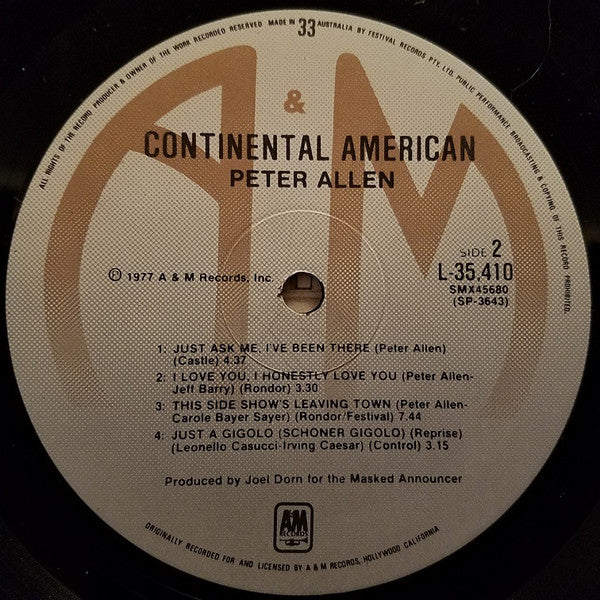 ALL RIGHTS OF THE RECORD PRODUCER & OWNER OF THE WORK RECORDED RESERVED MADE IN 33 AUSTRALIA BY FESTIVAL RECORDS PTY. LTD. PUBLIC PERFORMANCE BROADCASTING & COPYING OF THIS RECORD PROHIBITED.
A & M
CONTINENTAL AMERICAN
PETER ALLEN
SIDE 2
L-35,410
SMX45680
(SP-3643)
Ⓟ 1977 A & M Records, Inc.
1: JUST ASK ME, I'VE BEEN THERE (Peter Allen)
(Castle) 4.37
2: I LOVE YOU, I HONESTLY LOVE YOU (Peter Allen-
Jeff Barry) (Rondor) 3.30
3: THIS SIDE SHOW'S LEAVING TOWN (Peter Allen-
Carole Bayer Sayer) (Rondor/Festival) 7.44
4: JUST A GIGOLO (SCHONER GIGOLO) (Reprise)
(Leonello Casucci-Irving Caesar) (Control) 3.15
Produced by Joel Dorn for the Masked Announcer
A&M
RECORDS
ORIGINALLY RECORDED FOR AND LICENSED BY A & M RECORDS, HOLLYWOOD CALIFORNIA